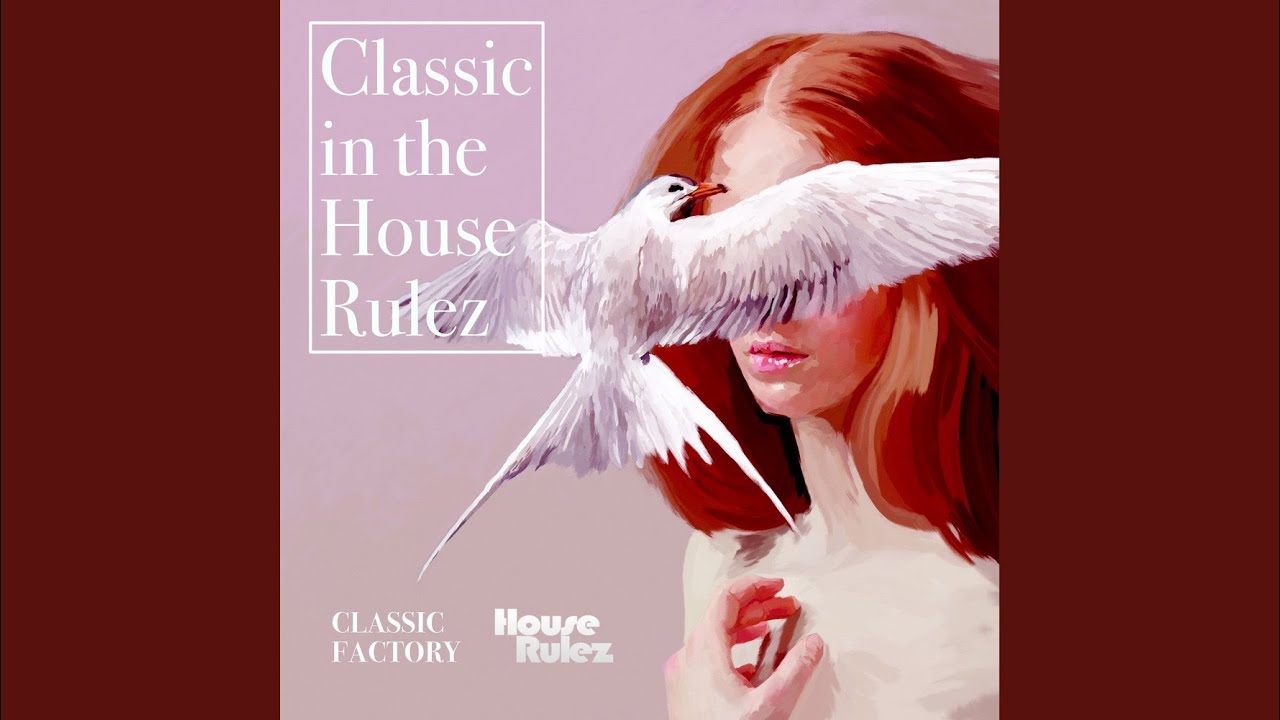 Classic
in the
House
Rulez
CLASSIC
FACTORY
House
Rulez